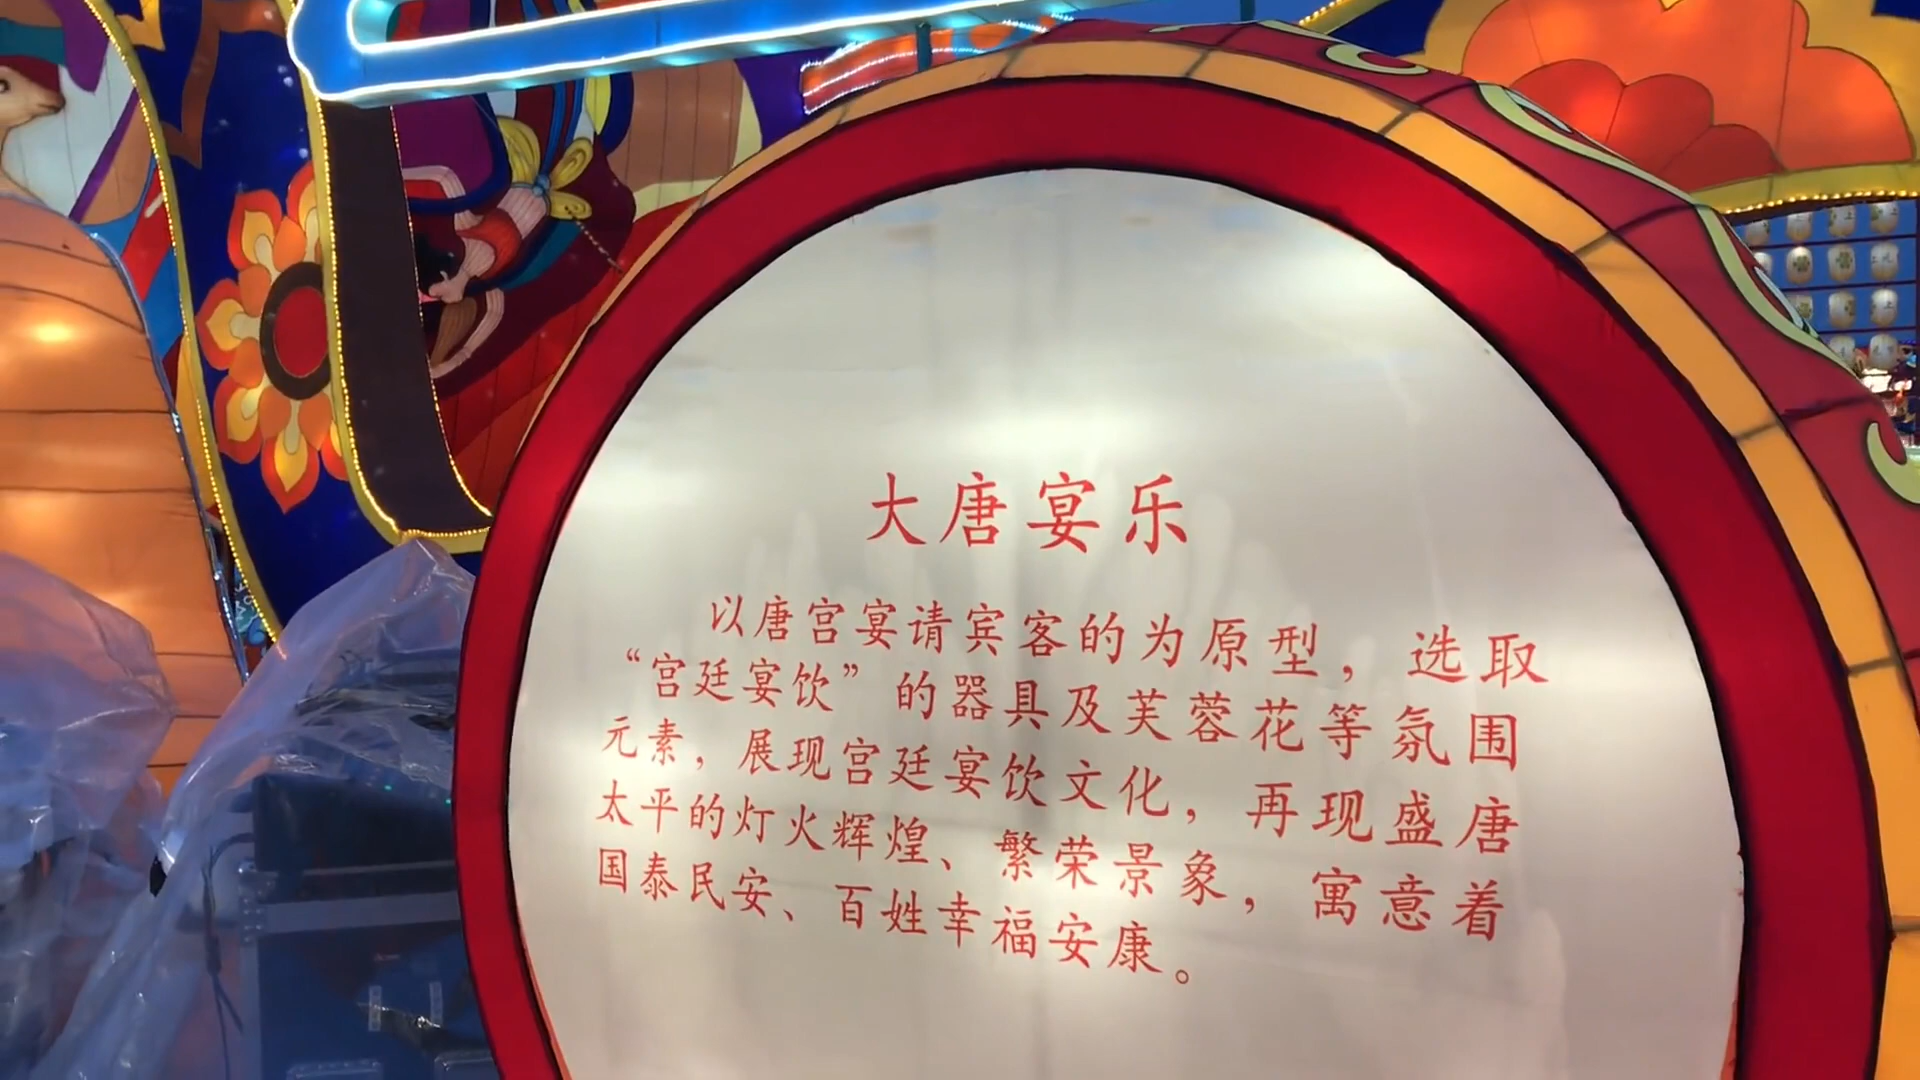 大唐宴乐
以唐宫宴请宾客的为原型，选取
“宫廷宴饮”的器具及芙蓉花等氛围
元素，展现宫廷宴饮文化，再现盛唐
太平的灯火辉煌、繁荣景象，寓意着
国泰民安、百姓幸福安康。